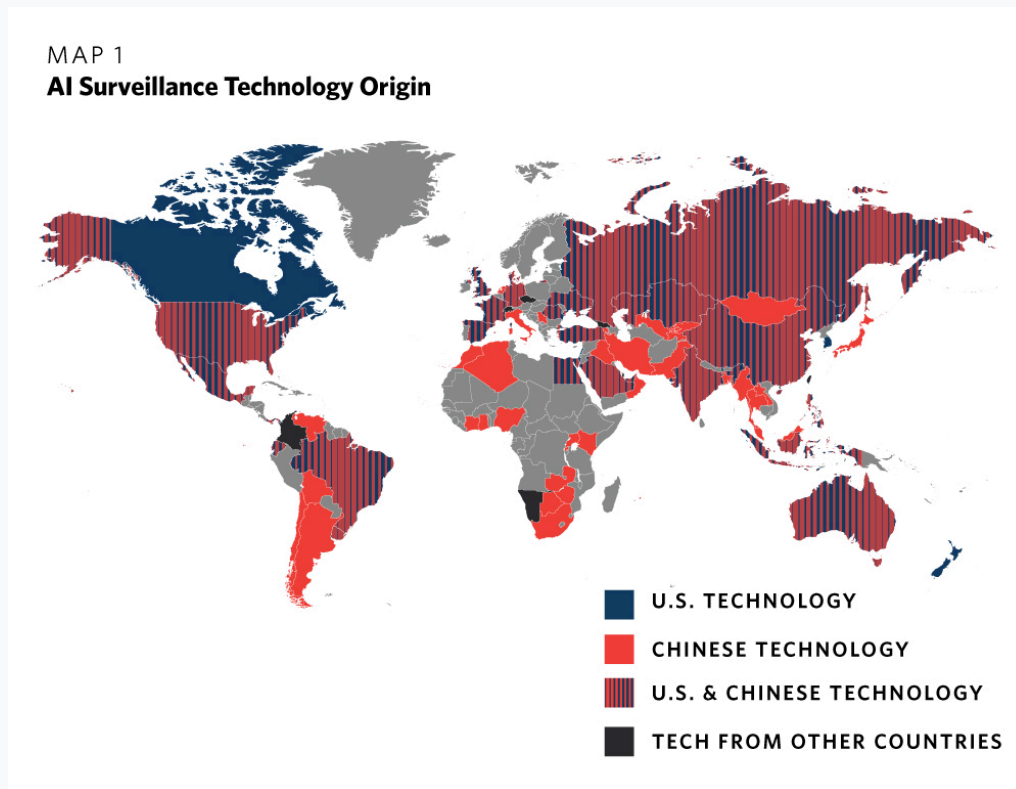 MAP 1
AI Surveillance Technology Origin
U.S. TECHNOLOGY
CHINESE TECHNOLOGY
U.S. & CHINESE TECHNOLOGY
TECH FROM OTHER COUNTRIES